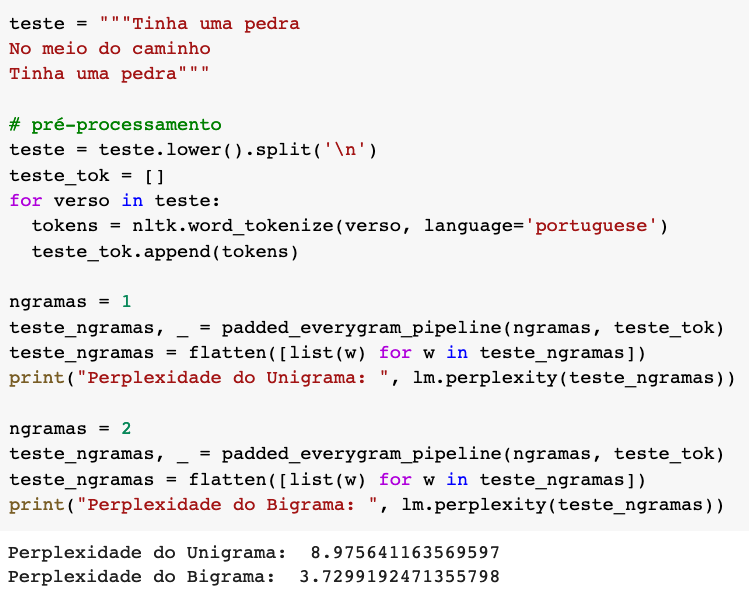 teste = """Tinha uma pedra
No meio do caminho
Tinha uma pedra"""

# pré-processamento
teste = teste.lower().split('\n')
teste_tok = []
for verso in teste:
  tokens = nltk.word_tokenize(verso, language='portuguese')
  teste_tok.append(tokens)

ngramas = 1
teste_ngramas, _ = padded_everygram_pipeline(ngramas, teste_tok)
teste_ngramas = flatten([list(w) for w in teste_ngramas])
print("Perplexidade do Unigrama: ", lm.perplexity(teste_ngramas))

ngramas = 2
teste_ngramas, _ = padded_everygram_pipeline(ngramas, teste_tok)
teste_ngramas = flatten([list(w) for w in teste_ngramas])
print("Perplexidade do Bigrama: ", lm.perplexity(teste_ngramas))

Perplexidade do Unigrama:  8.975641163569597
Perplexidade do Bigrama:  3.7299192471355798